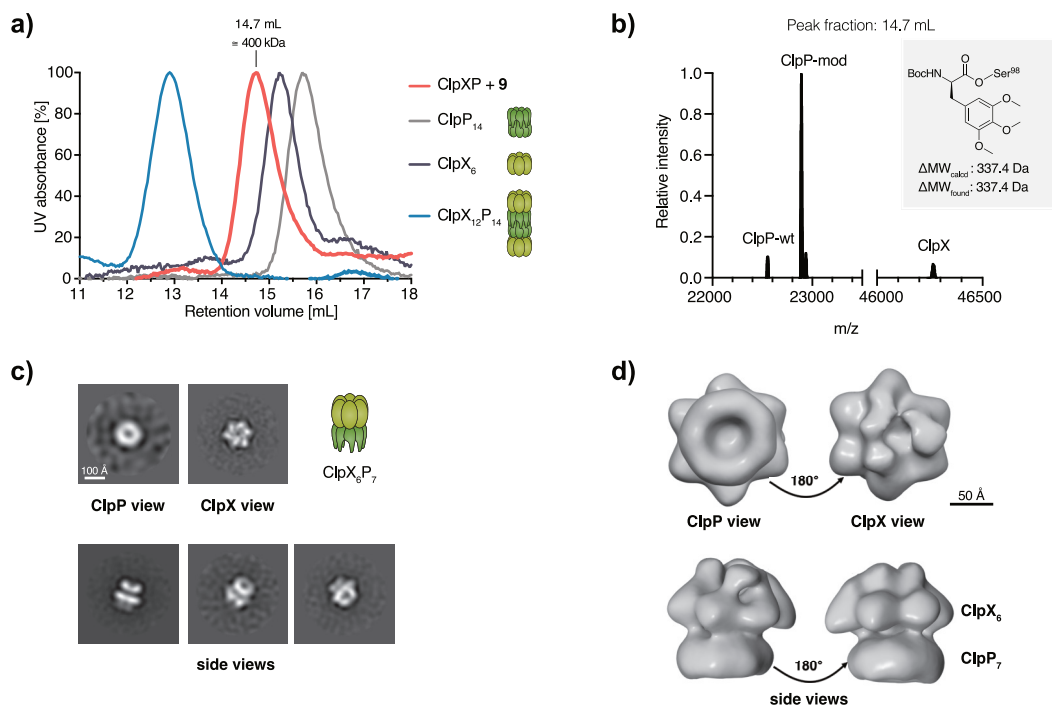 a)
14.7 mL
≅ 400 kDa
UV absorbance [%]
100
80
60
40
20
0
11
12
13
14
15
16
17
18
Retention volume [mL]
ClpXP + 9
ClpP14
ClpX6
ClpX12P14
b)
Peak fraction: 14.7 mL
Relative intensity
1.0
0.8
0.6
0.4
0.2
0.0
ClpP-mod
ClpP-wt
ClpX
22000
23000
46000
46500
m/z
BocHN
O
O
Ser98
O
O
O
ΔMWcalcd : 337.4 Da
ΔMWfound : 337.4 Da
c)
100 Å
ClpP view
ClpX view
ClpX6P7
side views
d)
180°
ClpP view
ClpX view
50 Å
ClpX6
ClpP7
180°
side views